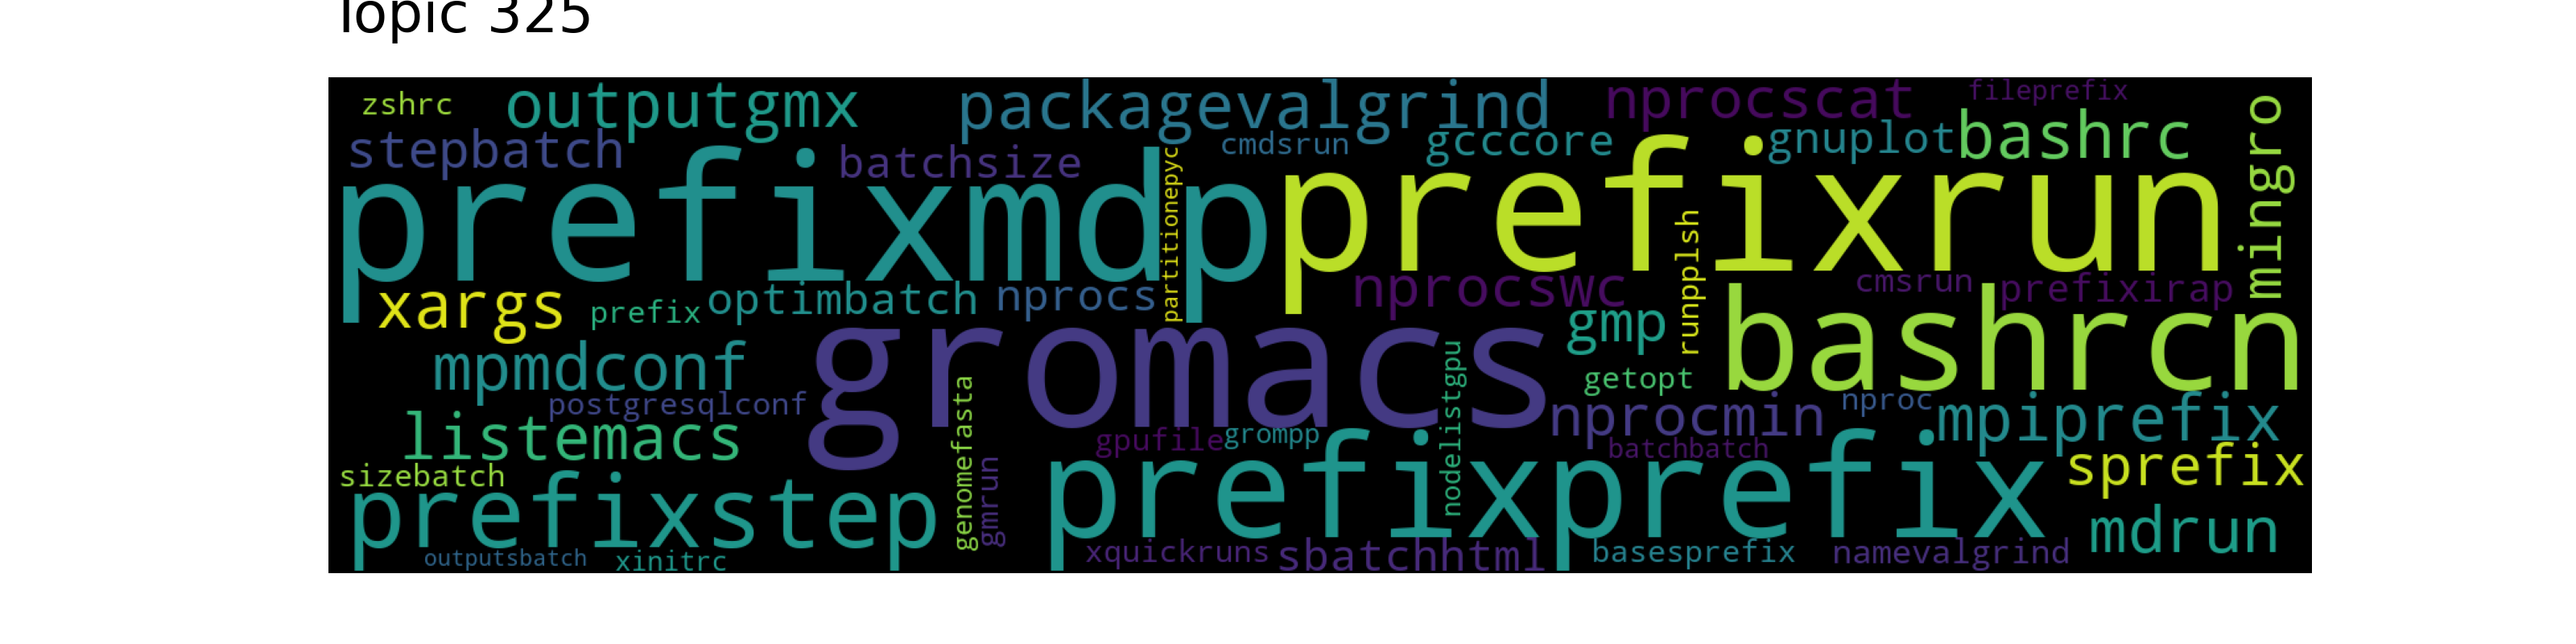 Topic 325
zshrc outputgmx packagevalgrind nprocscat fileprefix
stepbatch batchsize cmdsrun gcccore gnuplot bashrc mingro
prefixmdp partitionepyc prefixrun runpplsh
xargs prefix optimbatch nprocs nprocswc cmsrun prefixirap
mpmdconf gromacs gmp getopt bashrcn
postgresqlconf nodelistgpu nprocmin nproc mpiprefix
listemacs genomefasta gpufile grompp batchbatch
sizebatch prefixstep gmrun prefixprefix sprefix
mdrun
outputsbatch xinitrc xquickruns sbatchhtml basesprefix namevalgrind